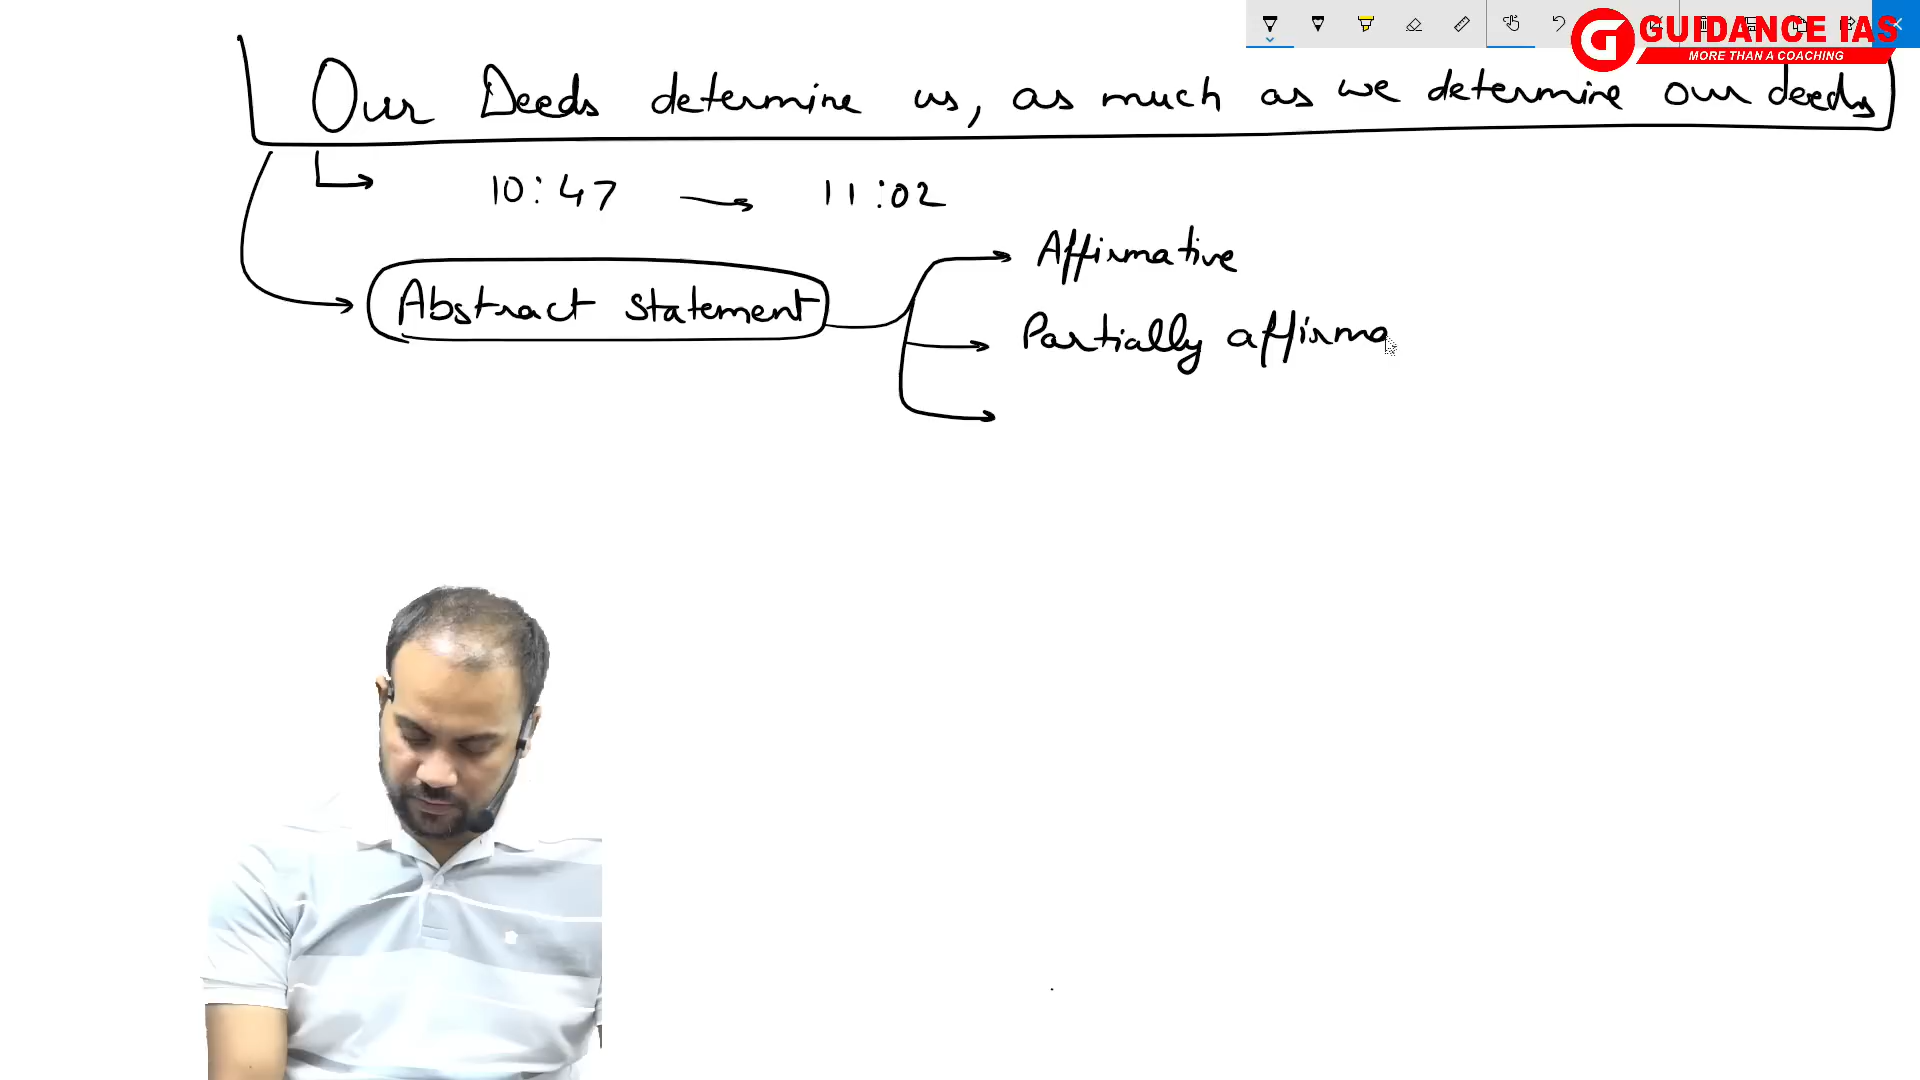 GUIDANCE IAS
MORE THAN A COACHING
Our Deeds determine us, as much as we determine our deeds
10:47 → 11:02
Abstract statement
Affirmative
Partially affirma